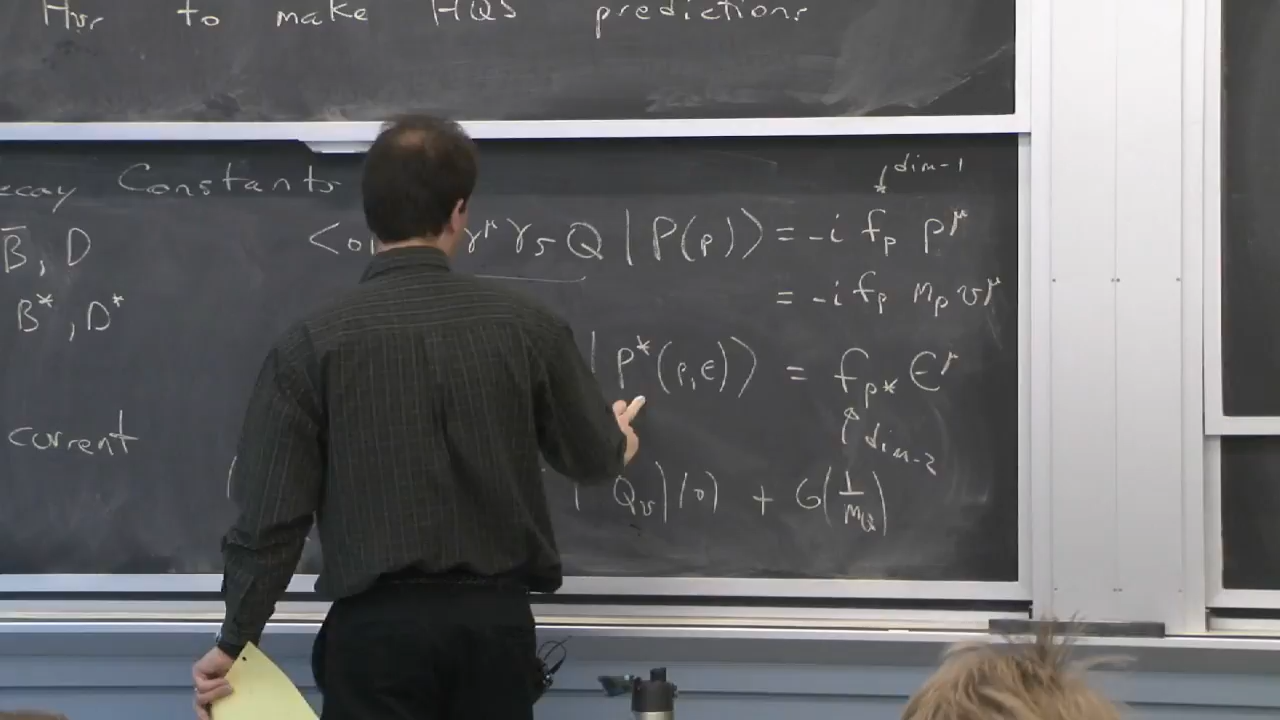 How to make HQS predictions
ecay Constants
dim-1
B̄, D
<0| γ^μ γ_5 Q | P(p)> = -i f_P p^μ
= -i f_P m_P v^μ
B*, D*
| P*(p,ε)> = f_P* ε^μ
dim-2
current
Γ Q_v |(0) + O(1/m_Q)